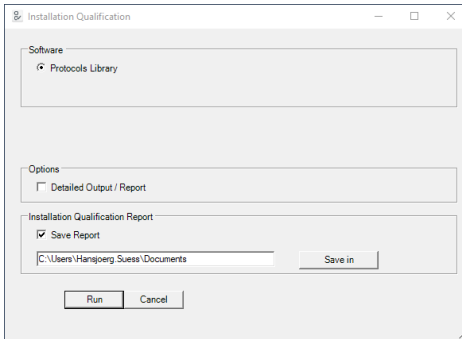 Installation Qualification
Software
Protocols Library
Options
Detailed Output / Report
Installation Qualification Report
Save Report
C:\Users\Hansjoerg.Suess\Documents
Save in
Run
Cancel